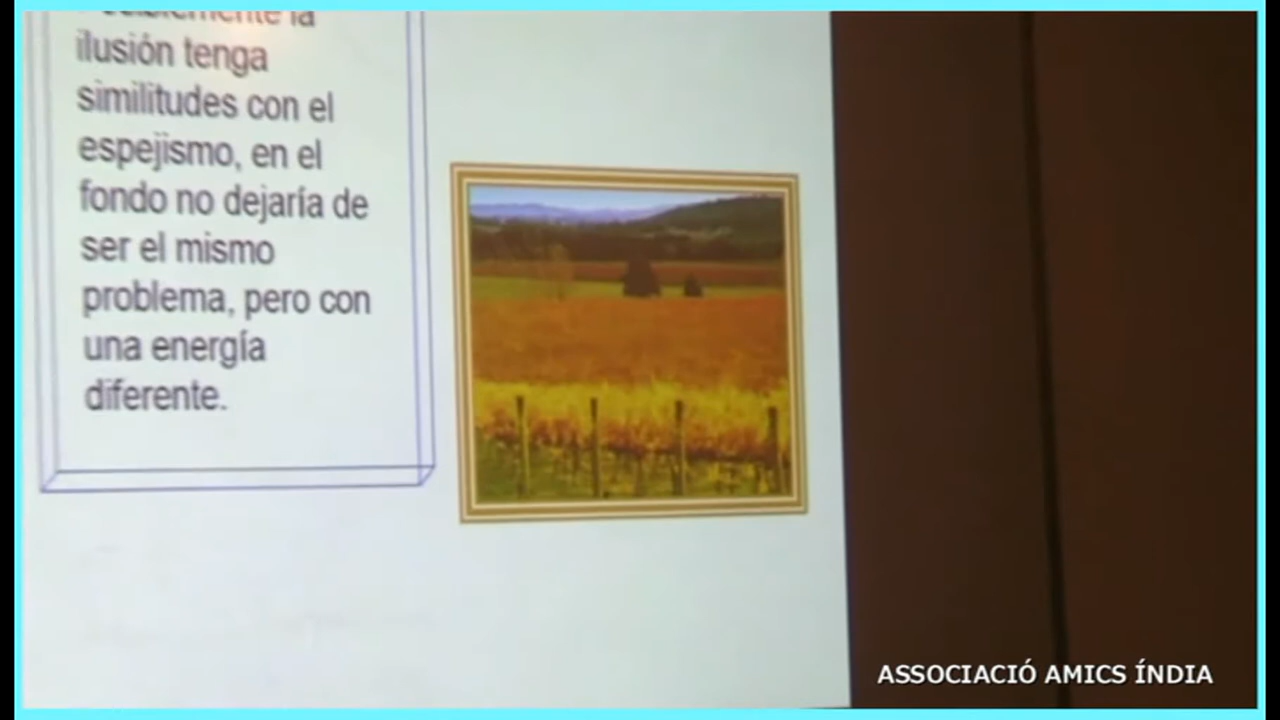 la
ilusión tenga
similitudes con el
espejismo, en el
fondo no dejaría de
ser el mismo
problema, pero con
una energía
diferente.
ASSOCIACIÓ AMICS ÍNDIA